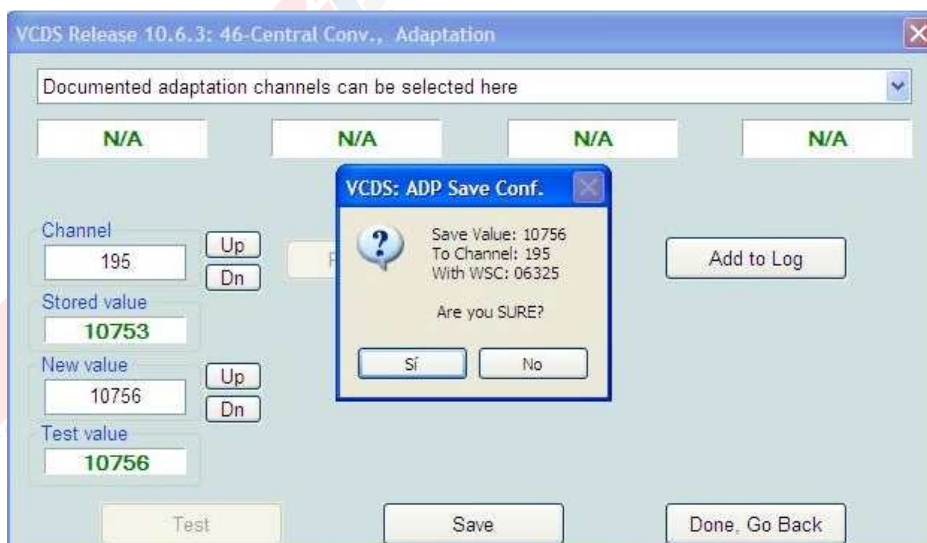 VCDS Release 10.6.3: 46-Central Conv., Adaptation
Documented adaptation channels can be selected here
N/A N/A N/A N/A
VCDS: ADP Save Conf.
Save Value: 10756
To Channel: 195
With WSC: 06325
Are you SURE?
Sí No
Channel
195
Up
Dn
Add to Log
Stored value
10753
New value
10756
Up
Dn
Test value
10756
Test Save Done, Go Back